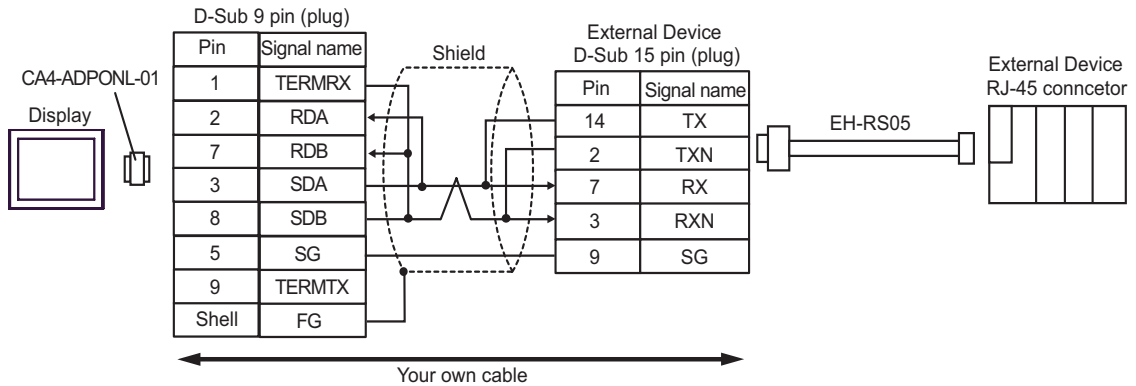 D-Sub 9 pin (plug)
Pin Signal name
1 TERMRX
2 RDA
7 RDB
3 SDA
8 SDB
5 SG
9 TERMTX
Shell FG
CA4-ADPONL-01
Display
Shield
External Device
D-Sub 15 pin (plug)
Pin Signal name
14 TX
2 TXN
7 RX
3 RXN
9 SG
EH-RS05
External Device
RJ-45 conncetor
Your own cable